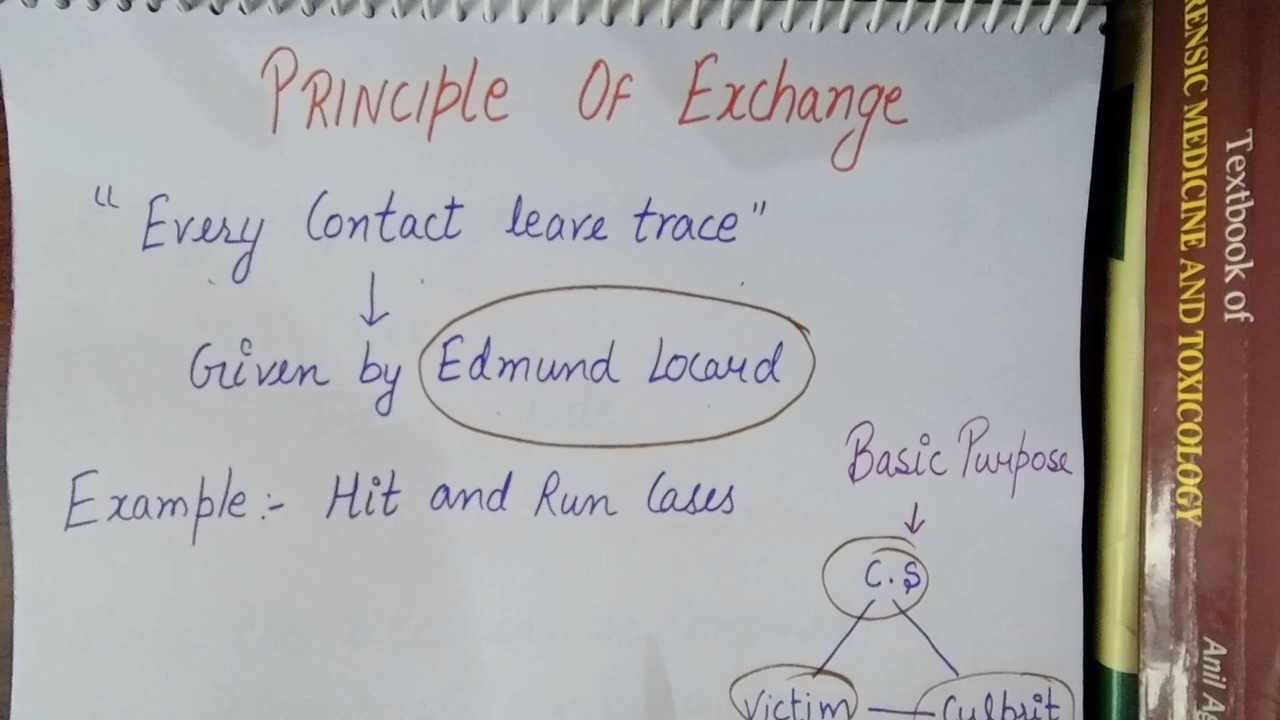 PRINCIPLE OF Exchange
"Every Contact leave trace"
Given by Edmund Locard
Example:- Hit and Run Cases
Basic Purpose
C.S
Victim
Culprit
Textbook of
RENSIC MEDICINE AND TOXICOLOGY
Anil